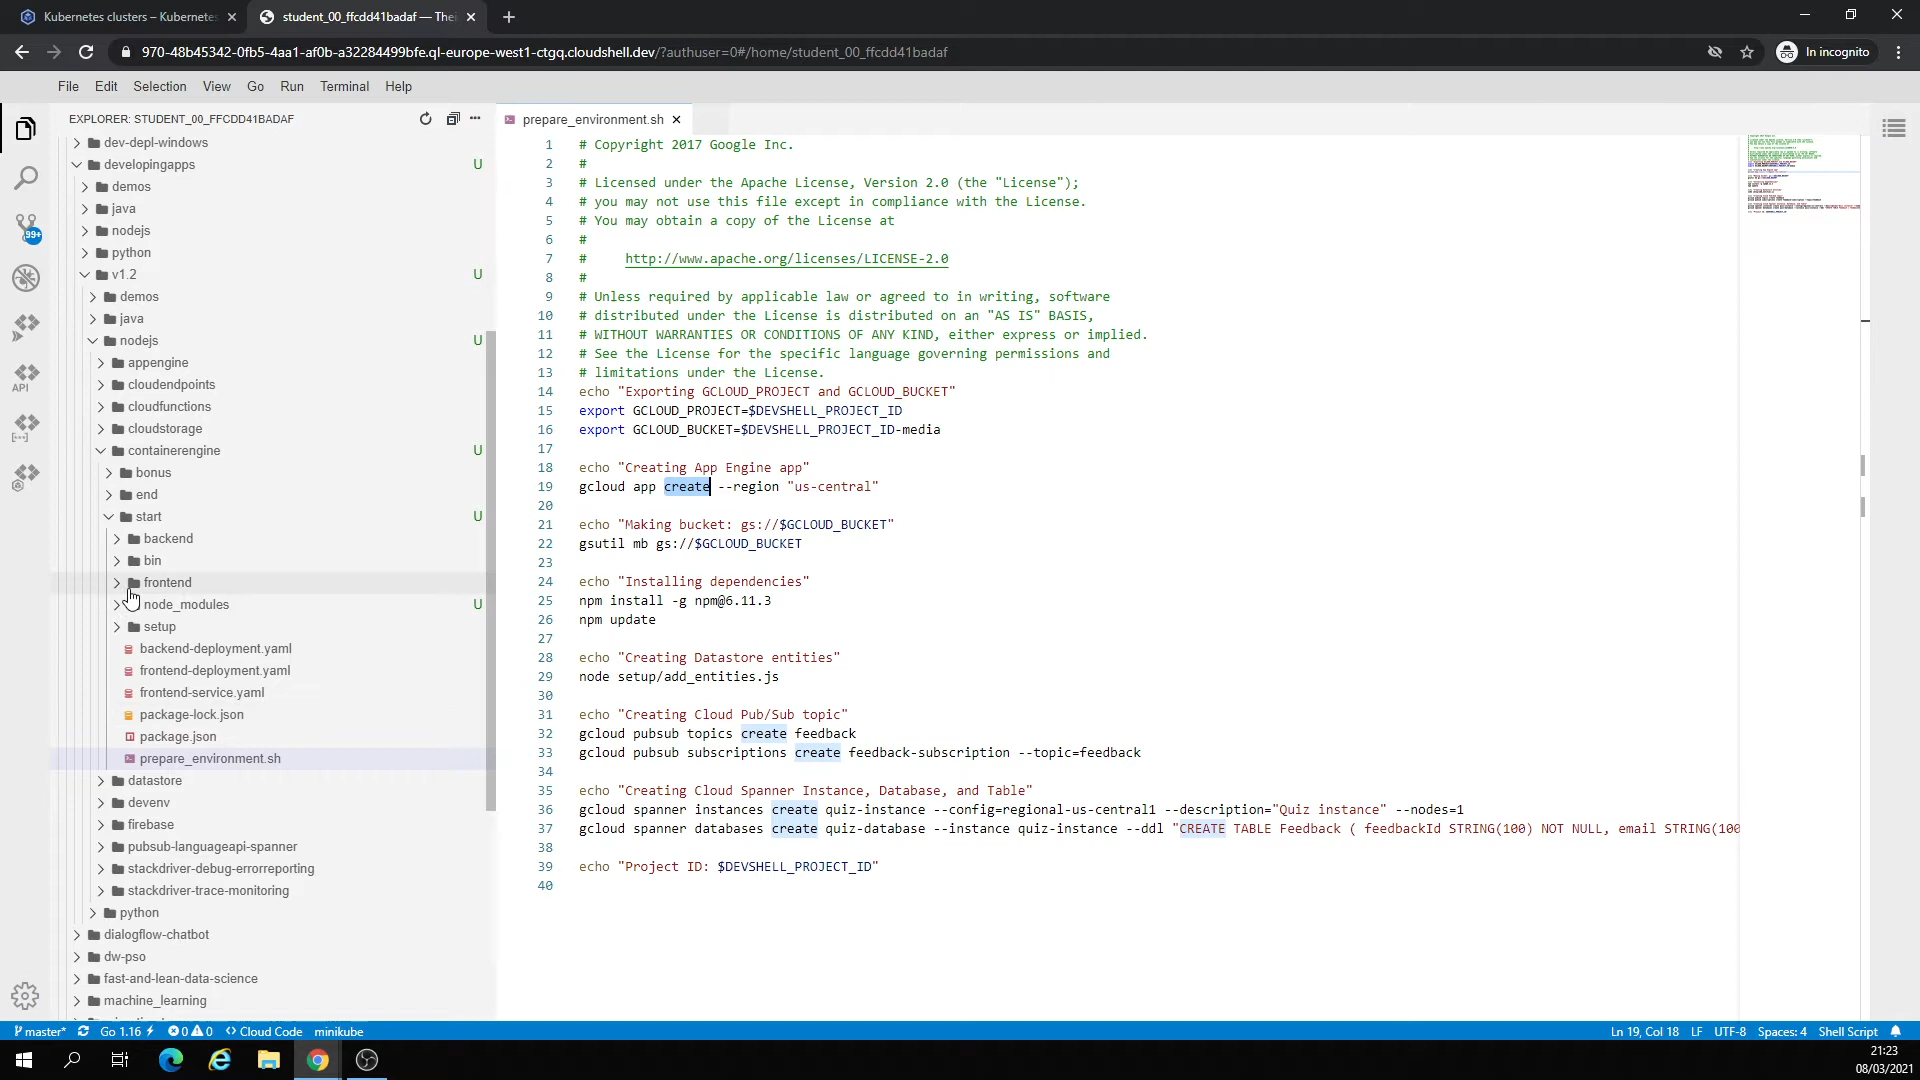 Kubernetes clusters – Kubernetes
student_00_ffcdd41badaf — Thei
970-48b45342-0fb5-4aa1-af0b-a32284499bfe.ql-europe-west1-ctgq.cloudshell.dev/?authuser=0#/home/student_00_ffcdd41badaf
In incognito
File Edit Selection View Go Run Terminal Help
EXPLORER: STUDENT_00_FFCDD41BADAF
dev-depl-windows
developingapps U
demos
java
nodejs
python
v1.2 U
demos
java
nodejs U
appengine
cloudendpoints
cloudfunctions
cloudstorage
containerengine U
bonus
end
start U
backend
bin
frontend
node_modules U
setup
backend-deployment.yaml
frontend-deployment.yaml
frontend-service.yaml
package-lock.json
package.json
prepare_environment.sh
datastore
devenv
firebase
pubsub-languageapi-spanner
stackdriver-debug-errorreporting
stackdriver-trace-monitoring
python
dialogflow-chatbot
dw-pso
fast-and-lean-data-science
machine_learning
99+
API
prepare_environment.sh
1 # Copyright 2017 Google Inc.
2 #
3 # Licensed under the Apache License, Version 2.0 (the "License");
4 # you may not use this file except in compliance with the License.
5 # You may obtain a copy of the License at
6 #
7 #     http://www.apache.org/licenses/LICENSE-2.0
8 #
9 # Unless required by applicable law or agreed to in writing, software
10 # distributed under the License is distributed on an "AS IS" BASIS,
11 # WITHOUT WARRANTIES OR CONDITIONS OF ANY KIND, either express or implied.
12 # See the License for the specific language governing permissions and
13 # limitations under the License.
14 echo "Exporting GCLOUD_PROJECT and GCLOUD_BUCKET"
15 export GCLOUD_PROJECT=$DEVSHELL_PROJECT_ID
16 export GCLOUD_BUCKET=$DEVSHELL_PROJECT_ID-media
17
18 echo "Creating App Engine app"
19 gcloud app create --region "us-central"
20
21 echo "Making bucket: gs://$GCLOUD_BUCKET"
22 gsutil mb gs://$GCLOUD_BUCKET
23
24 echo "Installing dependencies"
25 npm install -g npm@6.11.3
26 npm update
27
28 echo "Creating Datastore entities"
29 node setup/add_entities.js
30
31 echo "Creating Cloud Pub/Sub topic"
32 gcloud pubsub topics create feedback
33 gcloud pubsub subscriptions create feedback-subscription --topic=feedback
34
35 echo "Creating Cloud Spanner Instance, Database, and Table"
36 gcloud spanner instances create quiz-instance --config=regional-us-central1 --description="Quiz instance" --nodes=1
37 gcloud spanner databases create quiz-database --instance quiz-instance --ddl "CREATE TABLE Feedback ( feedbackId STRING(100) NOT NULL, email STRING(100
38
39 echo "Project ID: $DEVSHELL_PROJECT_ID"
40
master* Go 1.16 0 0 Cloud Code minikube
Ln 19, Col 18 LF UTF-8 Spaces: 4 Shell Script
21:23
08/03/2021